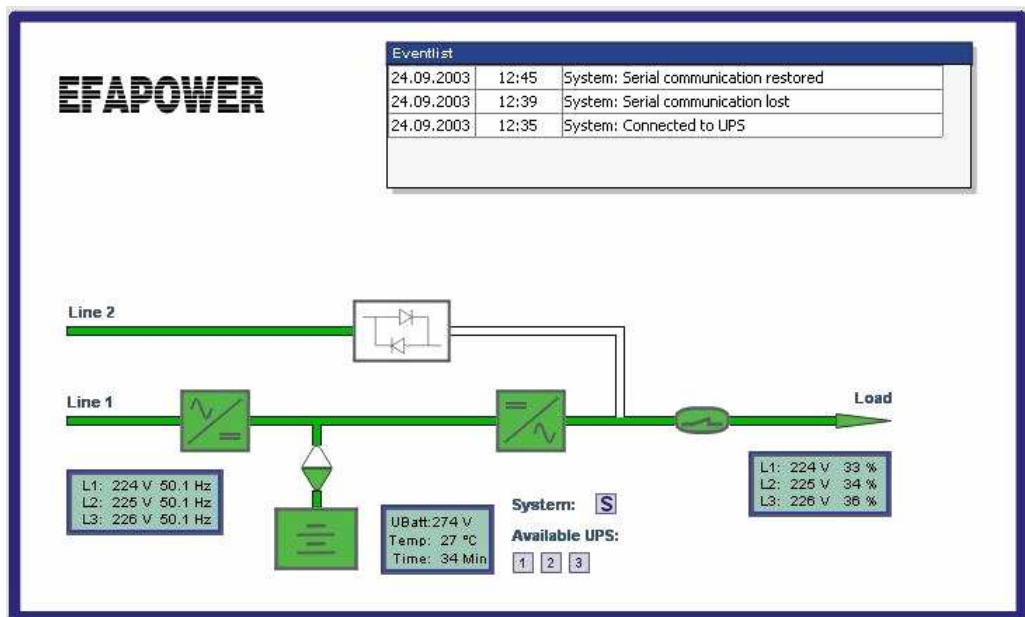 EFAPOWER
Eventlist
24.09.2003 12:45 System: Serial communication restored
24.09.2003 12:39 System: Serial communication lost
24.09.2003 12:35 System: Connected to UPS
Line 2
Line 1
Load
L1: 224 V 50.1 Hz
L2: 225 V 50.1 Hz
L3: 226 V 50.1 Hz
UBatt:274 V
Temp: 27 °C
Time: 34 Min
System: S
Available UPS:
1 2 3
L1: 224 V 33 %
L2: 225 V 34 %
L3: 226 V 36 %